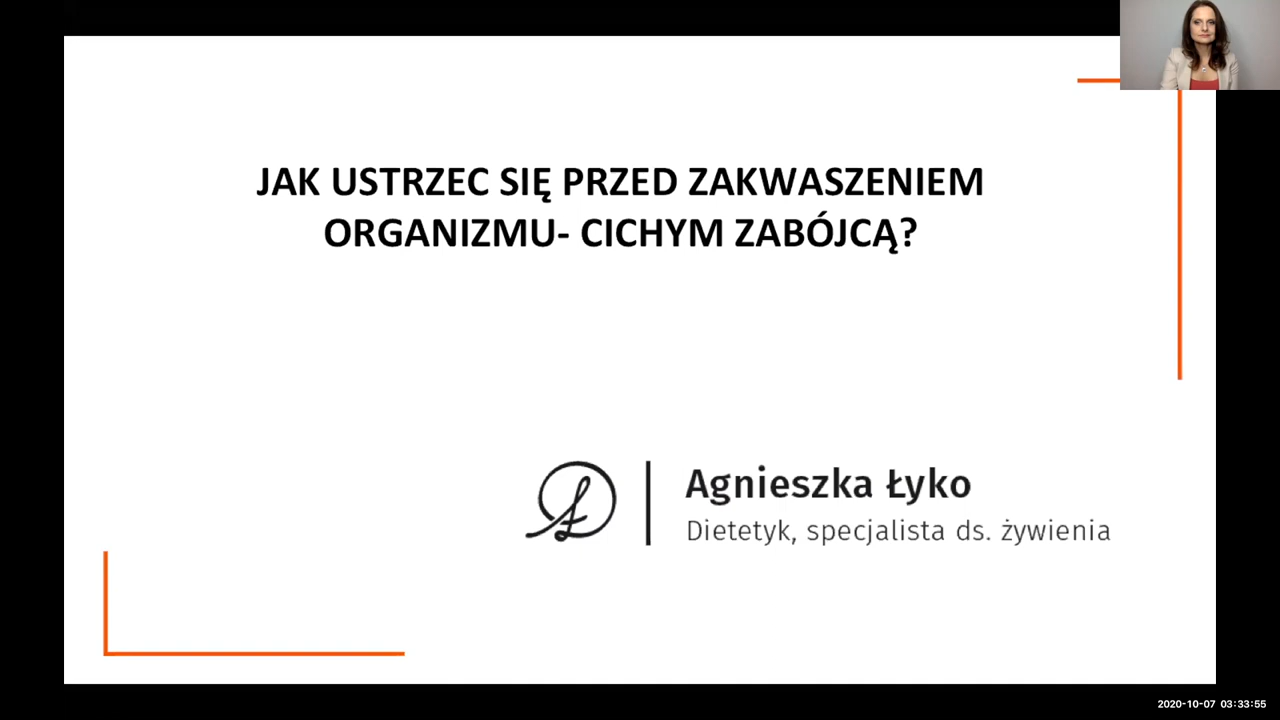 JAK USTRZEC SIĘ PRZED ZAKWASZENIEM
ORGANIZMU- CICHYM ZABÓJCĄ?
Agnieszka Łyko
Dietetyk, specjalista ds. żywienia
2020-10-07 03:33:55